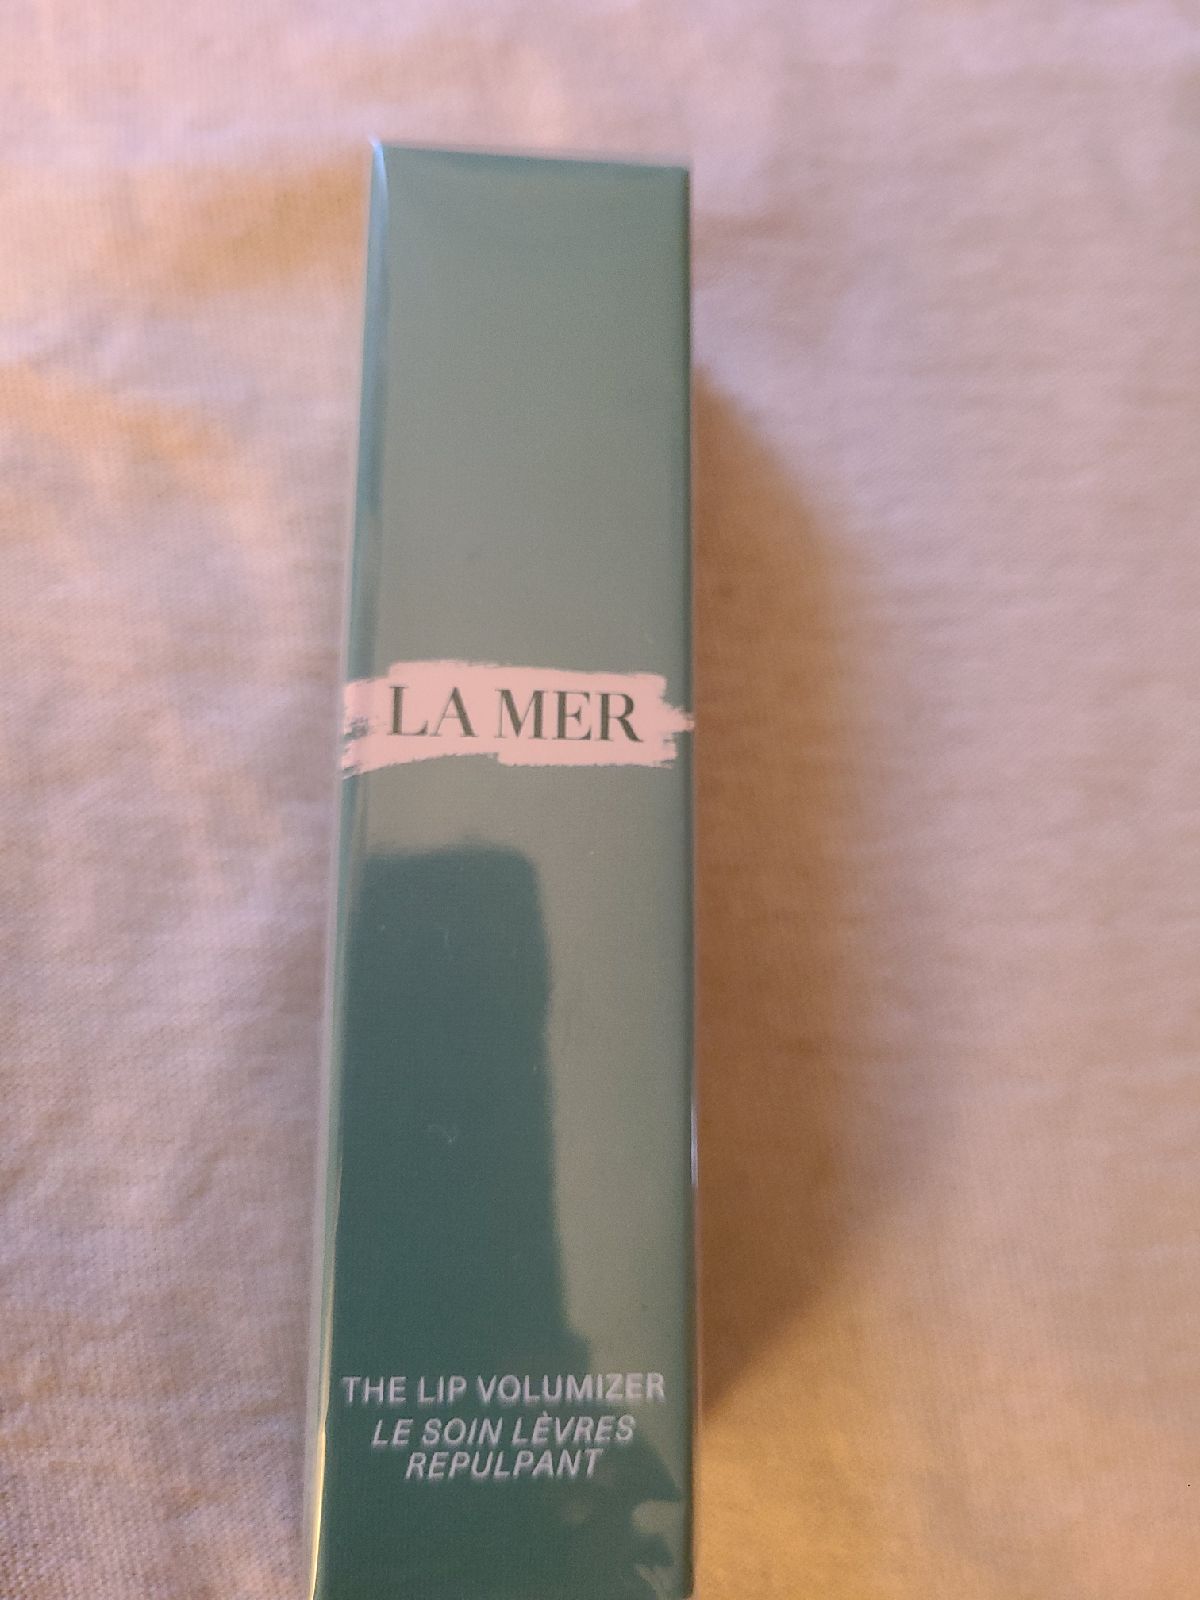 LA MER
THE LIP VOLUMIZER
LE SOIN LÈVRES
REPULPANT